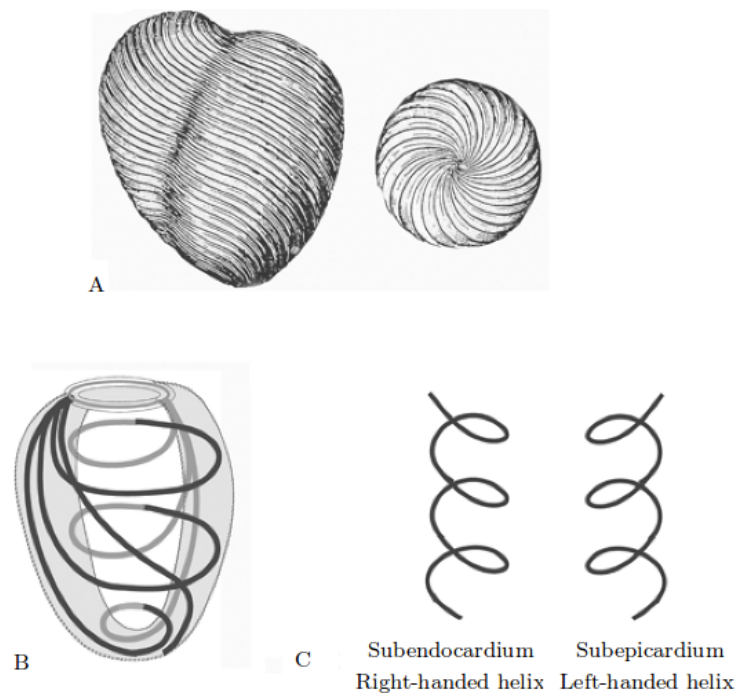 A
B
C
Subendocardium
Right-handed helix
Subepicardium
Left-handed helix